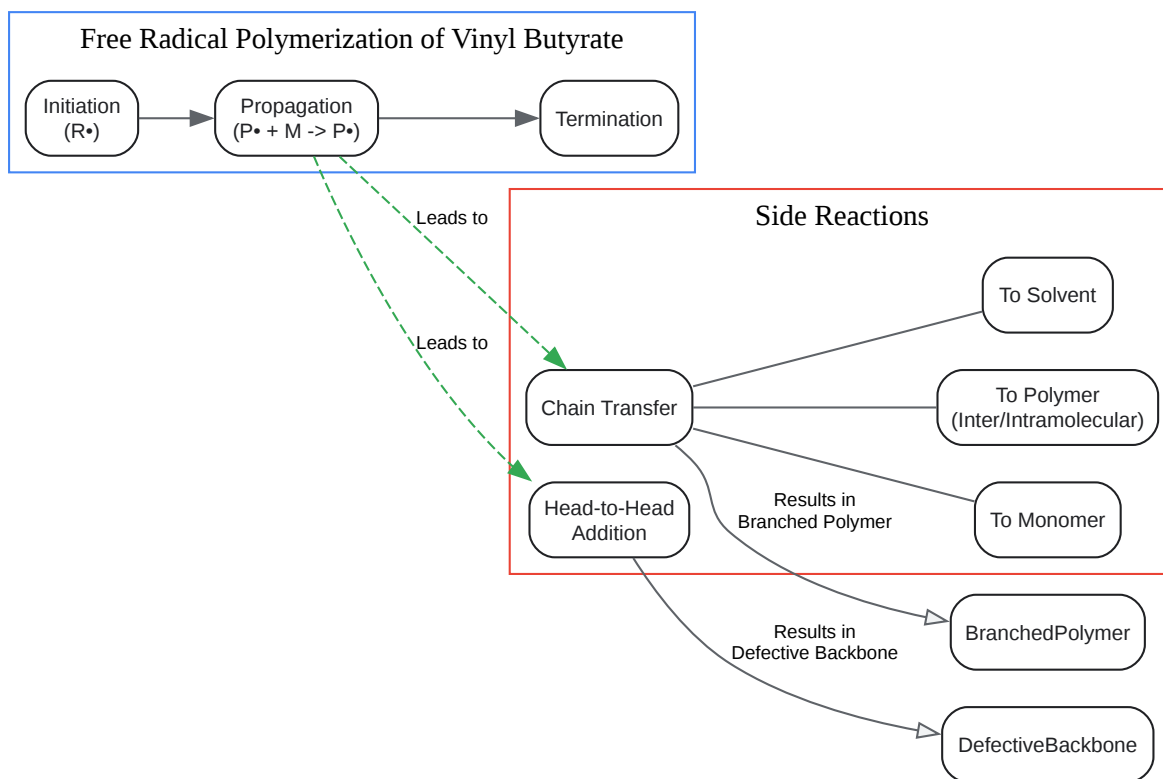 Free Radical Polymerization of Vinyl Butyrate
Initiation
(R•)
Propagation
(P• + M -> P•)
Termination
Leads to
Leads to
Side Reactions
To Solvent
Chain Transfer
To Polymer
(Inter/Intramolecular)
Head-to-Head
Addition
To Monomer
Results in
Branched Polymer
BranchedPolymer
Results in
Defective Backbone
DefectiveBackbone